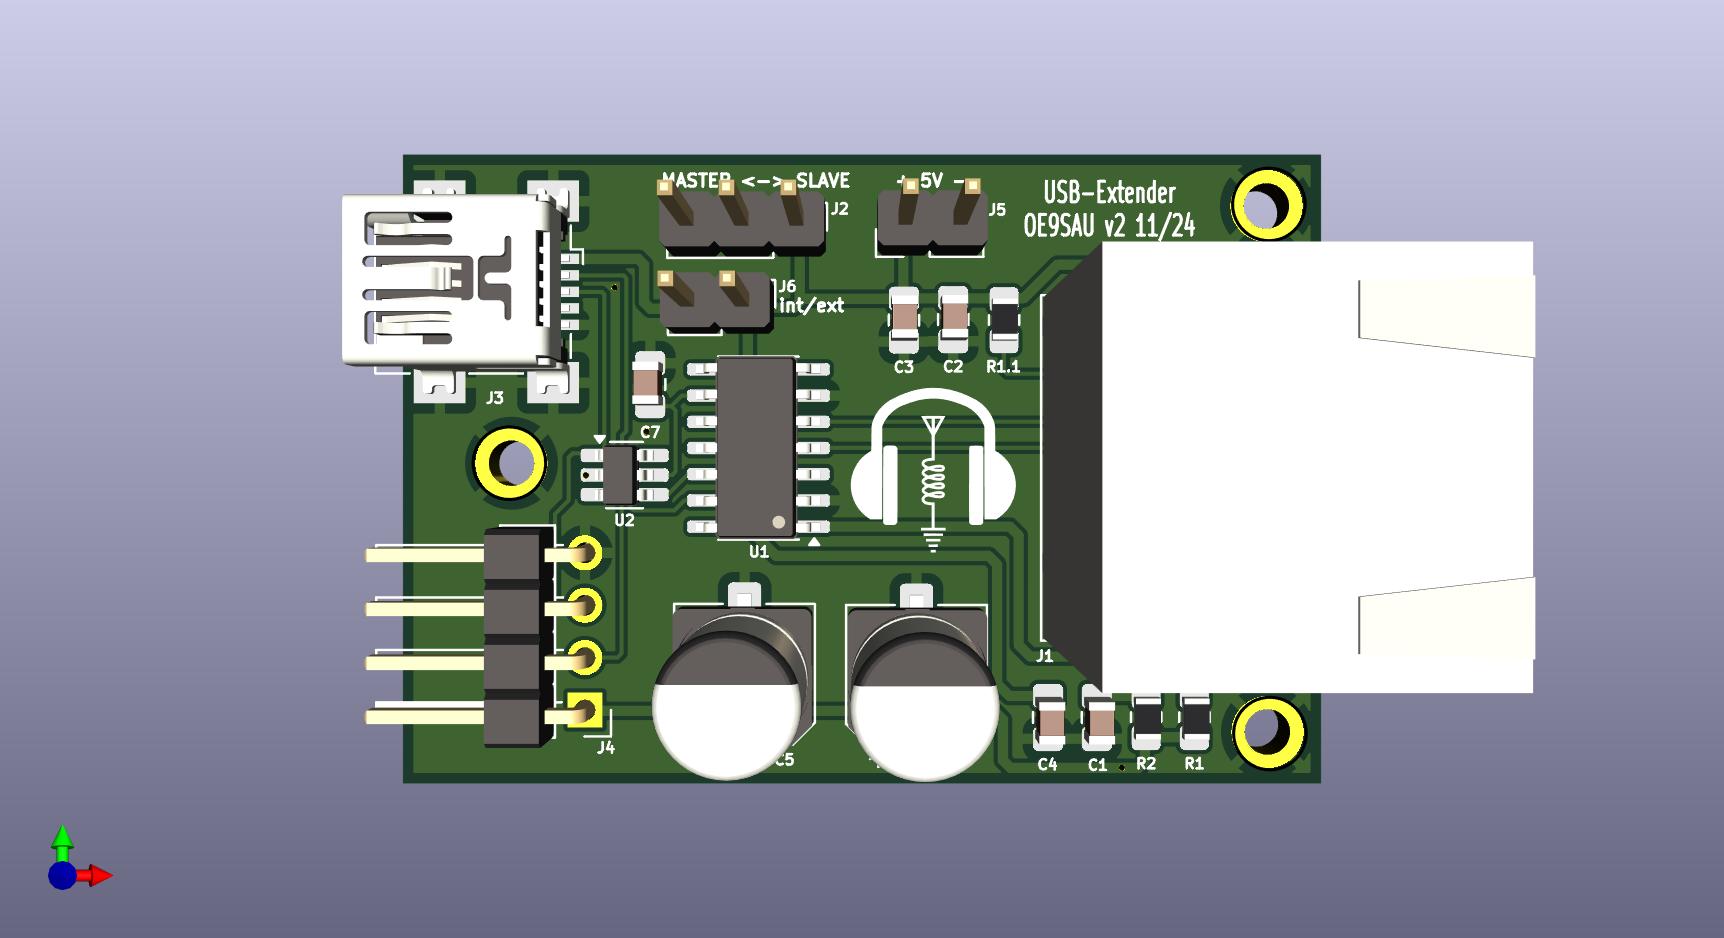 MASTER <-> SLAVE
J2
+ 5V -
J5
USB-Extender
OE9SAU v2 11/24
J6
int/ext
C3
C2
R1.1
J3
C7
U2
U1
J1
J4
C5
C4
C1
R2
R1